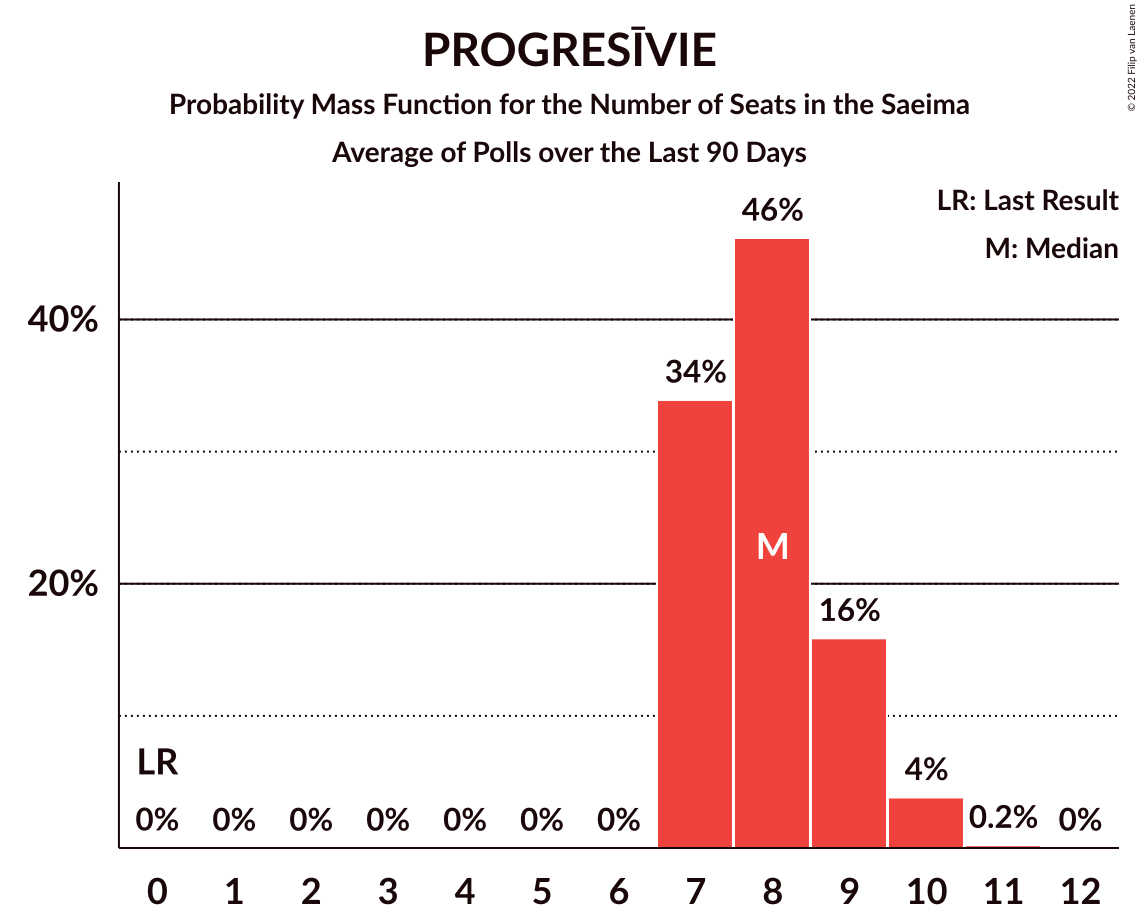 PROGRESĪVIE
Probability Mass Function for the Number of Seats in the Saeima
Average of Polls over the Last 90 Days
© 2022 Filip van Laenen
LR: Last Result
M: Median
46%
40%
34%
M
20%
16%
LR
4%
0% 0% 0% 0% 0% 0% 0% 0.2% 0%
0 1 2 3 4 5 6 7 8 9 10 11 12